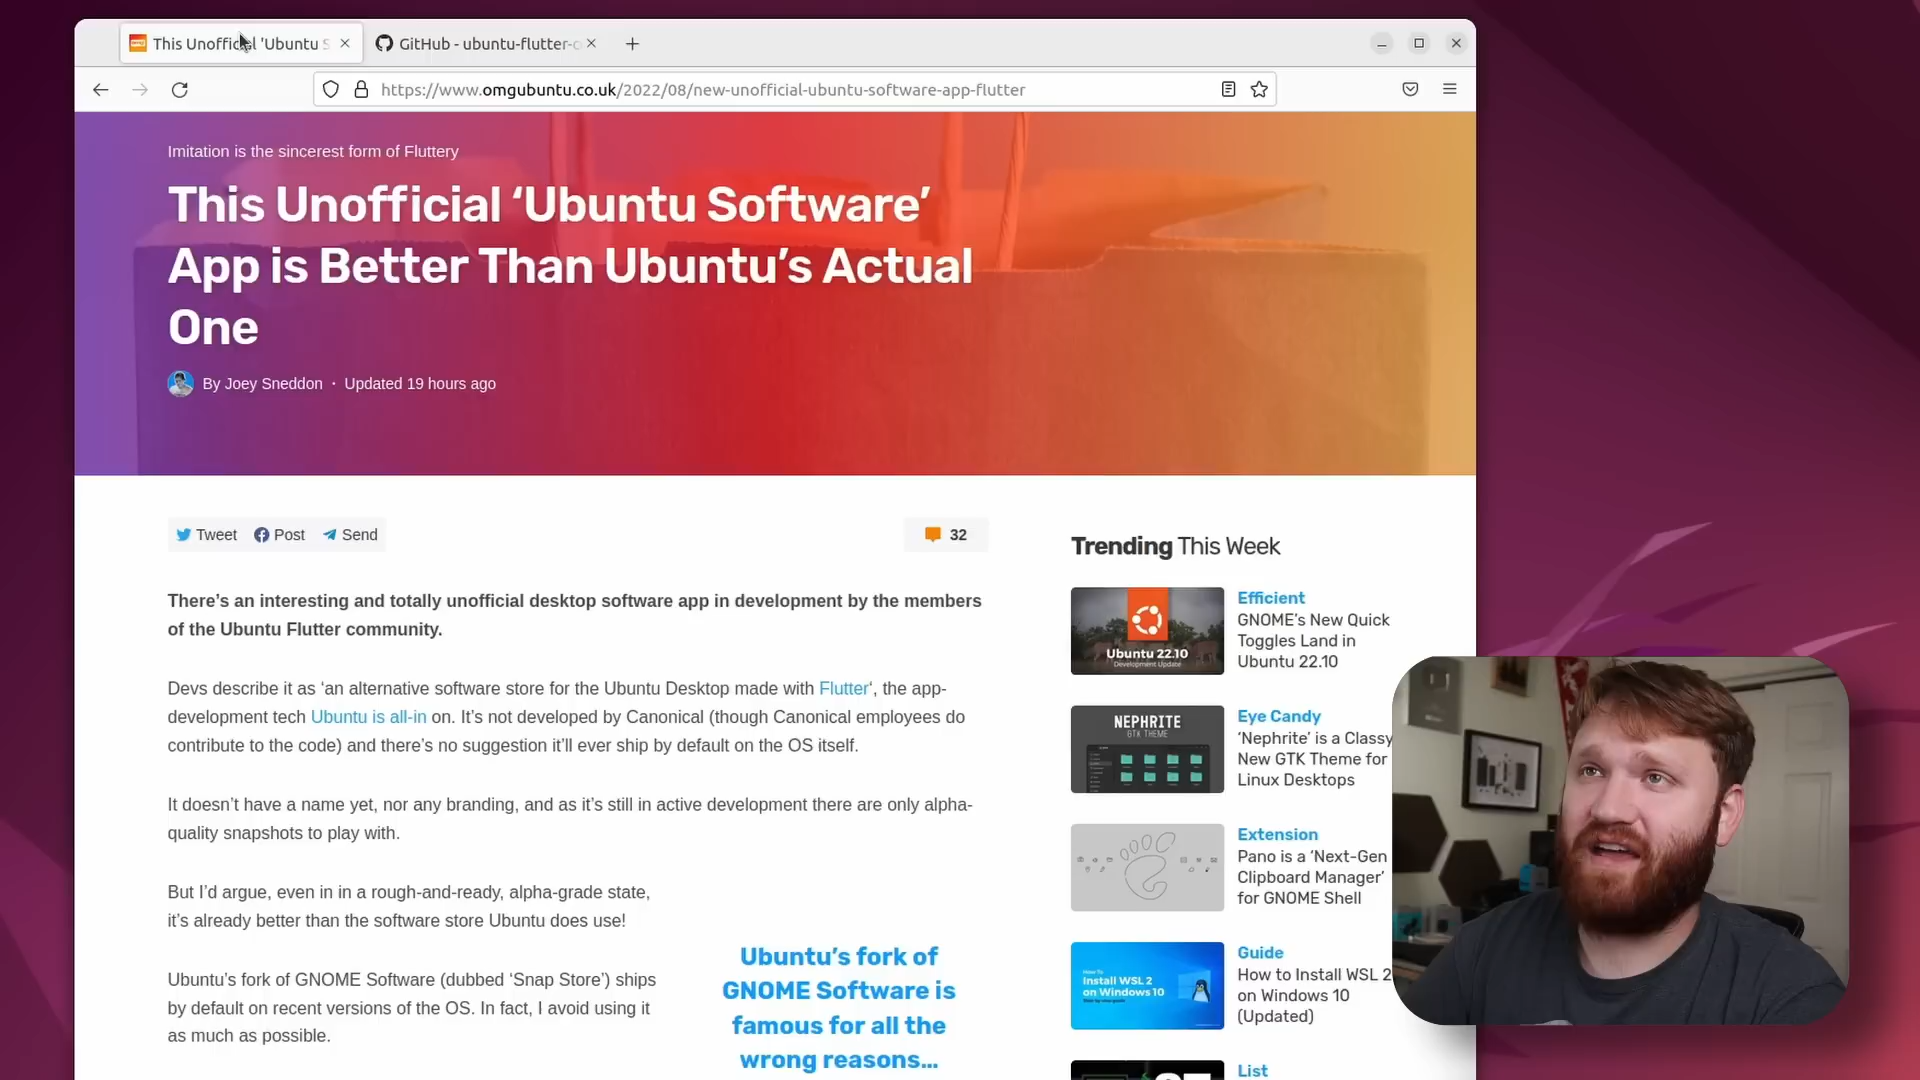 This Unofficial 'Ubuntu S
GitHub - ubuntu-flutter-c
https://www.omgubuntu.co.uk/2022/08/new-unofficial-ubuntu-software-app-flutter
Imitation is the sincerest form of Fluttery
This Unofficial ‘Ubuntu Software’
App is Better Than Ubuntu’s Actual
One
By Joey Sneddon · Updated 19 hours ago
Tweet Post Send
32
There’s an interesting and totally unofficial desktop software app in development by the members
of the Ubuntu Flutter community.
Devs describe it as ‘an alternative software store for the Ubuntu Desktop made with Flutter‘, the app-
development tech Ubuntu is all-in on. It’s not developed by Canonical (though Canonical employees do
contribute to the code) and there’s no suggestion it’ll ever ship by default on the OS itself.
It doesn’t have a name yet, nor any branding, and as it’s still in active development there are only alpha-
quality snapshots to play with.
But I’d argue, even in in a rough-and-ready, alpha-grade state,
it’s already better than the software store Ubuntu does use!
Ubuntu’s fork of GNOME Software (dubbed ‘Snap Store’) ships
by default on recent versions of the OS. In fact, I avoid using it
as much as possible.
Ubuntu’s fork of
GNOME Software is
famous for all the
wrong reasons…
Trending This Week
Ubuntu 22.10
Development Update
Efficient
GNOME’s New Quick
Toggles Land in
Ubuntu 22.10
NEPHRITE
GTK THEME
Eye Candy
‘Nephrite’ is a Classy
New GTK Theme for
Linux Desktops
Extension
Pano is a ‘Next-Gen
Clipboard Manager’
for GNOME Shell
How To
Install WSL 2
on Windows 10
Guide
How to Install WSL 2
on Windows 10
(Updated)
List